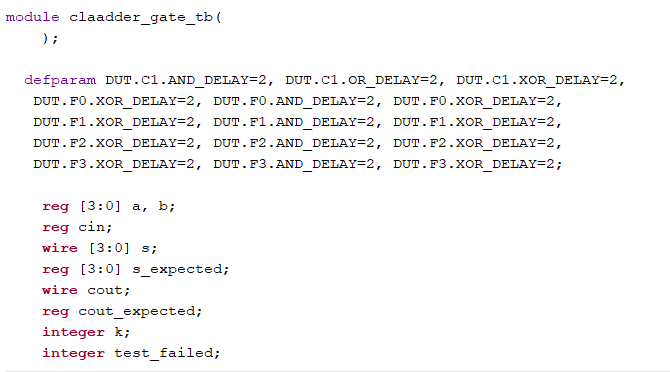 module claadder_gate_tb(
);
defparam DUT.C1.AND_DELAY=2, DUT.C1.OR_DELAY=2, DUT.C1.XOR_DELAY=2,
DUT.F0.XOR_DELAY=2, DUT.F0.AND_DELAY=2, DUT.F0.XOR_DELAY=2,
DUT.F1.XOR_DELAY=2, DUT.F1.AND_DELAY=2, DUT.F1.XOR_DELAY=2,
DUT.F2.XOR_DELAY=2, DUT.F2.AND_DELAY=2, DUT.F2.XOR_DELAY=2,
DUT.F3.XOR_DELAY=2, DUT.F3.AND_DELAY=2, DUT.F3.XOR_DELAY=2;
reg [3:0] a, b;
reg cin;
wire [3:0] s;
reg [3:0] s_expected;
wire cout;
reg cout_expected;
integer k;
integer test_failed;